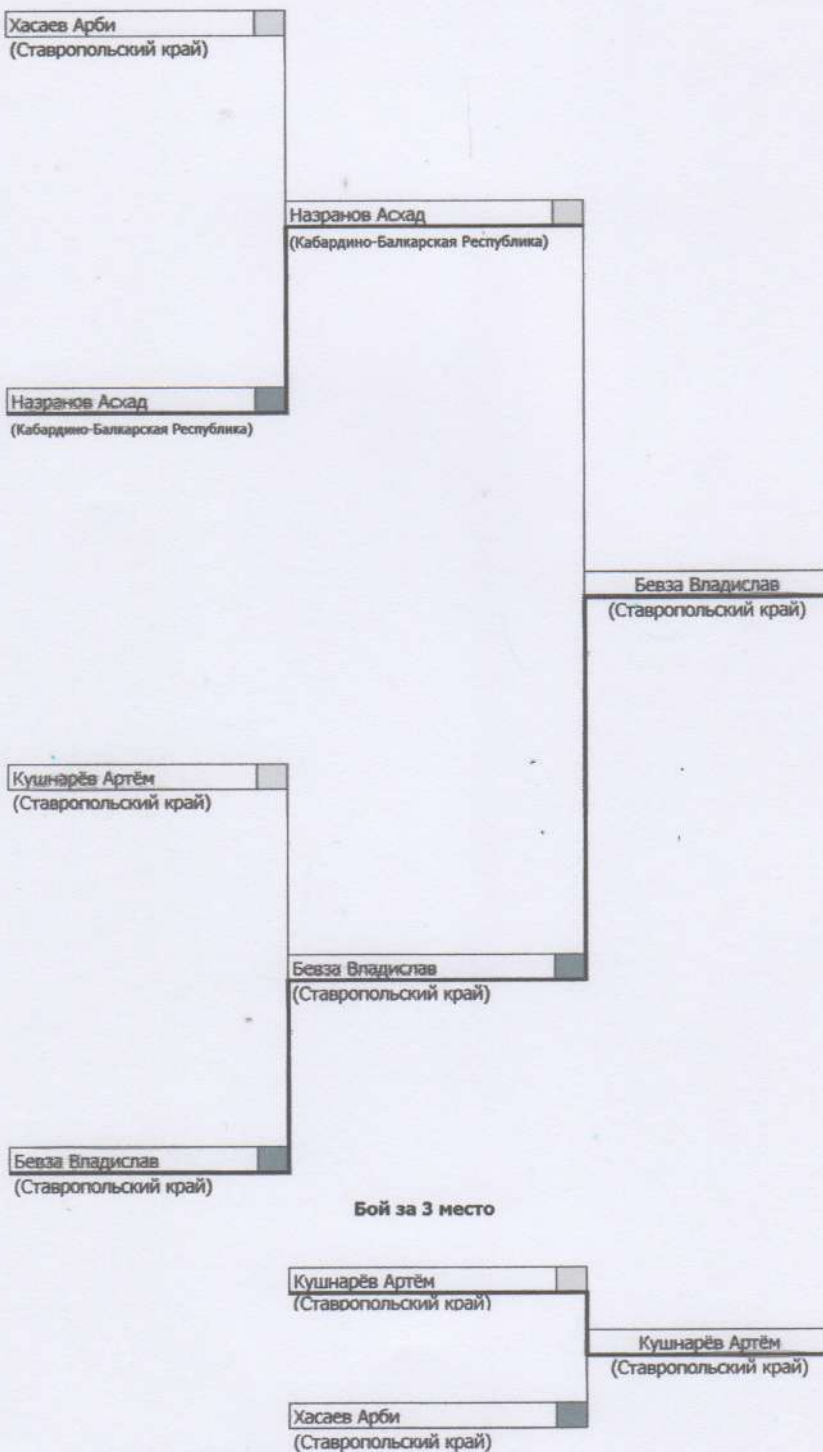 Хасаев Арби
(Ставропольский край)
Назранов Асхад
(Кабардино-Балкарская Республика)
Назранов Асхад
(Кабардино-Балкарская Республика)
Бевза Владислав
(Ставропольский край)
Кушнарёв Артём
(Ставропольский край)
Бевза Владислав
(Ставропольский край)
Бевза Владислав
(Ставропольский край)
Бой за 3 место
Кушнарёв Артём
(Ставропольский край)
Кушнарёв Артём
(Ставропольский край)
Хасаев Арби
(Ставропольский край)